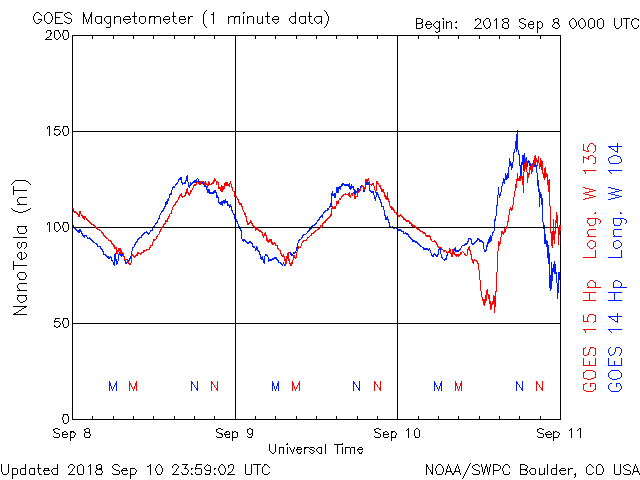 GOES Magnetometer (1 minute data)
Begin: 2018 Sep 8 0000 UTC
200
150
100
50
0
NanoTesla (nT)
M M N N M M N N M M N N
Sep 8 Sep 9 Sep 10 Sep 11
Universal Time
GOES 15 Hp Long. W 135
GOES 14 Hp Long. W 104
Updated 2018 Sep 10 23:59:02 UTC
NOAA/SWPC Boulder, CO USA